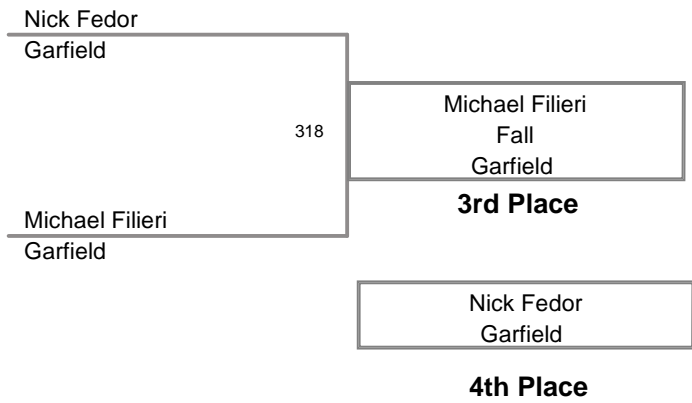 Nick Fedor
Garfield
318
Michael Filieri
Fall
Garfield
3rd Place
Michael Filieri
Garfield
Nick Fedor
Garfield
4th Place